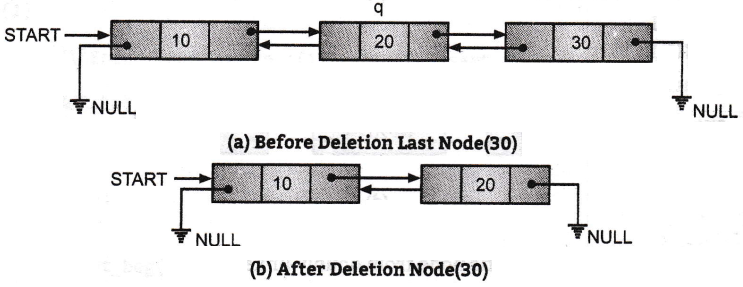 q
START 10 20 30
NULL NULL
(a) Before Deletion Last Node(30)
START 10 20
NULL NULL
(b) After Deletion Node(30)